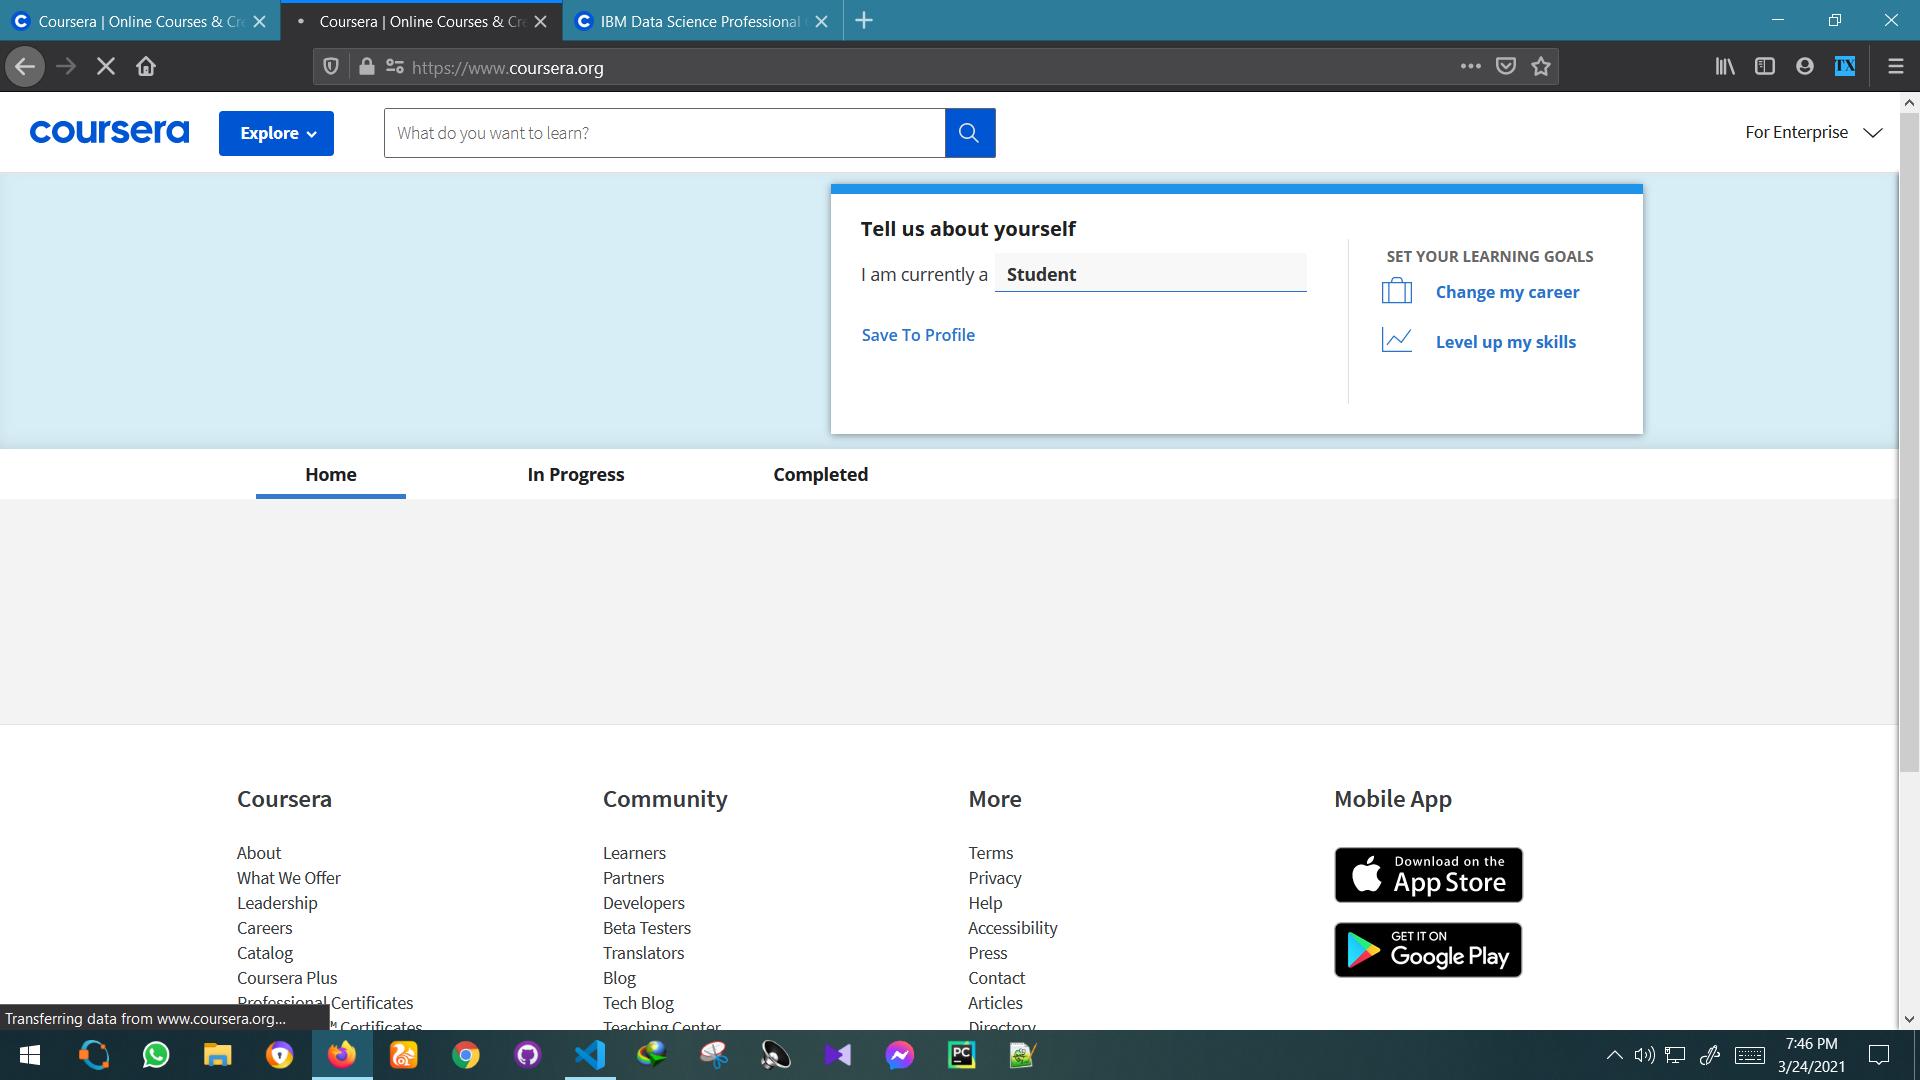 Coursera | Online Courses & Cre
Coursera | Online Courses & Cre
IBM Data Science Professional
https://www.coursera.org
TX
coursera
Explore
What do you want to learn?
For Enterprise
Tell us about yourself
I am currently a Student
Save To Profile
SET YOUR LEARNING GOALS
Change my career
Level up my skills
Home
In Progress
Completed
Coursera
About
What We Offer
Leadership
Careers
Catalog
Coursera Plus
Professional Certificates
™ Certificates
Community
Learners
Partners
Developers
Beta Testers
Translators
Blog
Tech Blog
Teaching Center
More
Terms
Privacy
Help
Accessibility
Press
Contact
Articles
Directory
Mobile App
Download on the
App Store
GET IT ON
Google Play
Transferring data from www.coursera.org...
PC
7:46 PM
3/24/2021